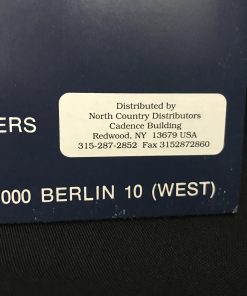 Distributed by
North Country Distributors
Cadence Building
Redwood, NY 13679 USA
315-287-2852 Fax 3152872860
ERS
000 BERLIN 10 (WEST)